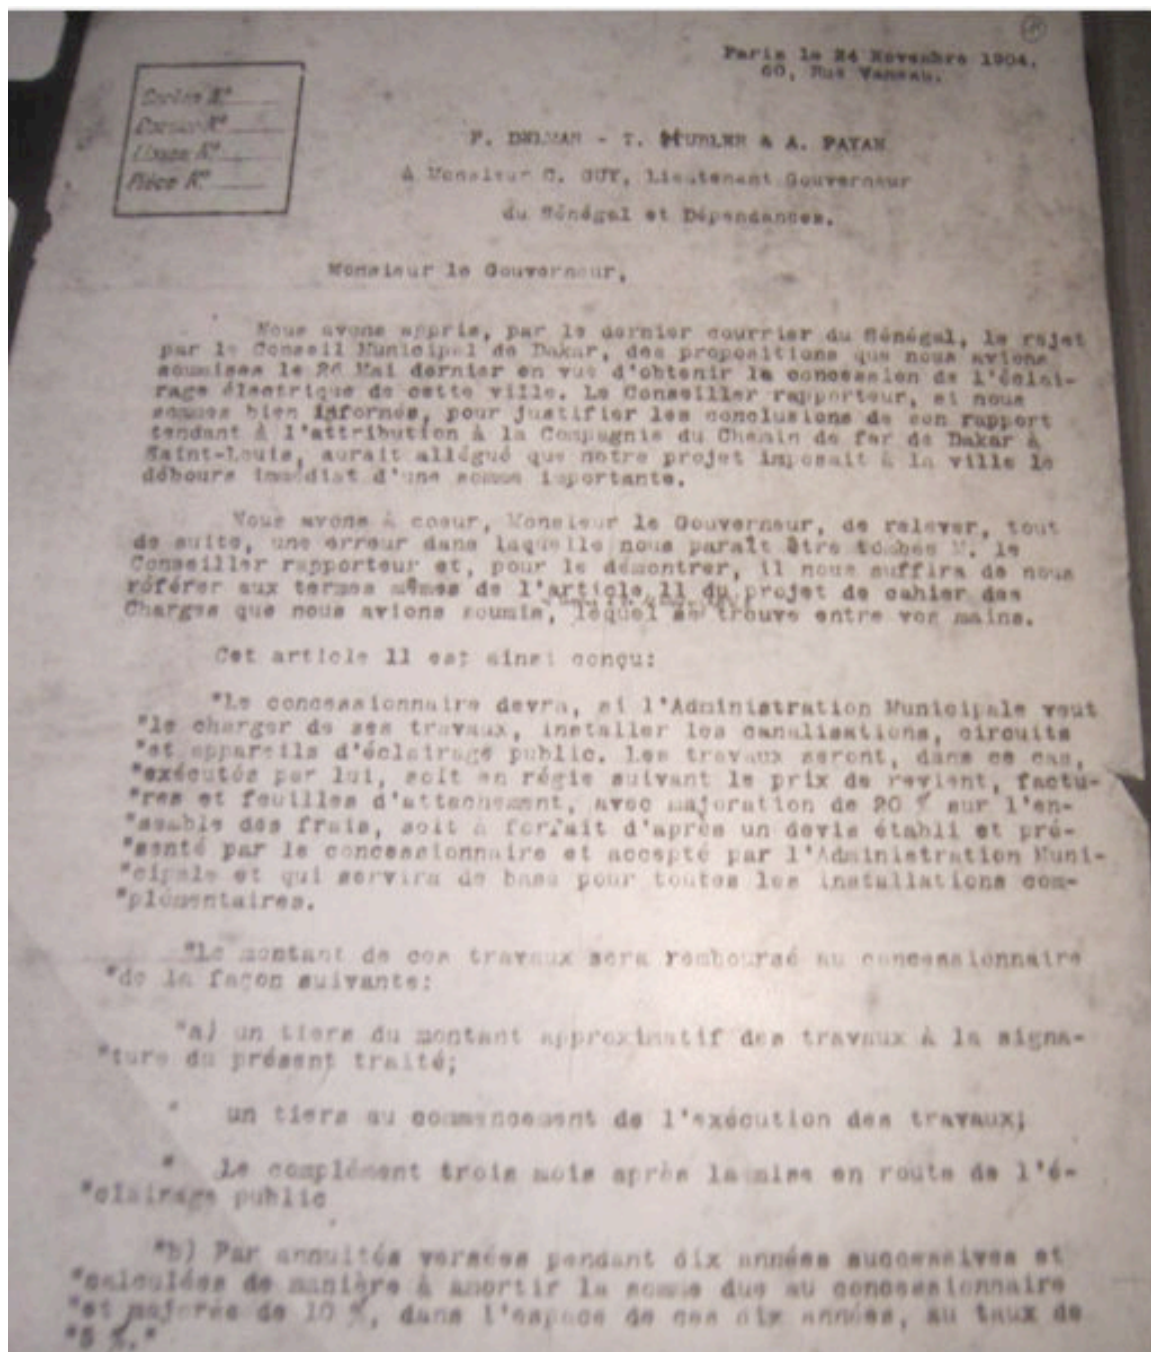 Paris le 24 Novembre 1904.
60, Rue Vaneau.
Carton N°
Dossier N°
Liasse N°
Pièce N°
F. DELMAS - T. & A. PAYAN
à Monsieur C. GUY, Lieutenant Gouverneur
du Sénégal et Dépendances.
Monsieur le Gouverneur,
Nous avons appris, par le dernier courrier du Sénégal, le rejet
par le Conseil Municipal de Dakar, des propositions que nous avions
soumises le 26 Mai dernier en vue d'obtenir la concession de l'éclai-
rage électrique de cette ville. Le Conseiller rapporteur, si nous
sommes bien informés, pour justifier les conclusions de son rapport
tendant à l'attribution à la Compagnie du Chemin de fer de Dakar à
Saint-Louis, aurait allégué que notre projet imposait à la ville le
débours immédiat d'une somme importante.
Nous avons à coeur, Monsieur le Gouverneur, de relever, tout
de suite, une erreur dans laquelle nous paraît être tombée M. le
Conseiller rapporteur et, pour le démontrer, il nous suffira de nous
référer aux termes mêmes de l'article 11 du projet de cahier des
Charges que nous avions soumis, lequel se trouve entre vos mains.
Cet article 11 est ainsi conçu:
"Le concessionnaire devra, si l'Administration Municipale veut
"le charger de ses travaux, installer les canalisations, circuits
"et appareils d'éclairage public. Les travaux seront, dans ce cas,
"exécutés par lui, soit en régie suivant le prix de revient, factu-
"res et feuilles d'attachement, avec majoration de 20 % sur l'en-
"semble des frais, soit à forfait d'après un devis établi et pré-
"senté par le concessionnaire et accepté par l'Administration Muni-
"cipale et qui servira de base pour toutes les installations com-
"plémentaires.
"Le montant de ces travaux sera remboursé au concessionnaire
"de la façon suivante:
"a) un tiers du montant approximatif des travaux à la signa-
"ture du présent traité;
" un tiers au commencement de l'exécution des travaux;
" Le complément trois mois après la mise en route de l'é-
"clairage public
"b) Par annuités versées pendant dix années successives et
"calculées de manière à amortir la somme due au concessionnaire
"et majorée de 10 %, dans l'espace de ces dix années, au taux de
"5 %."